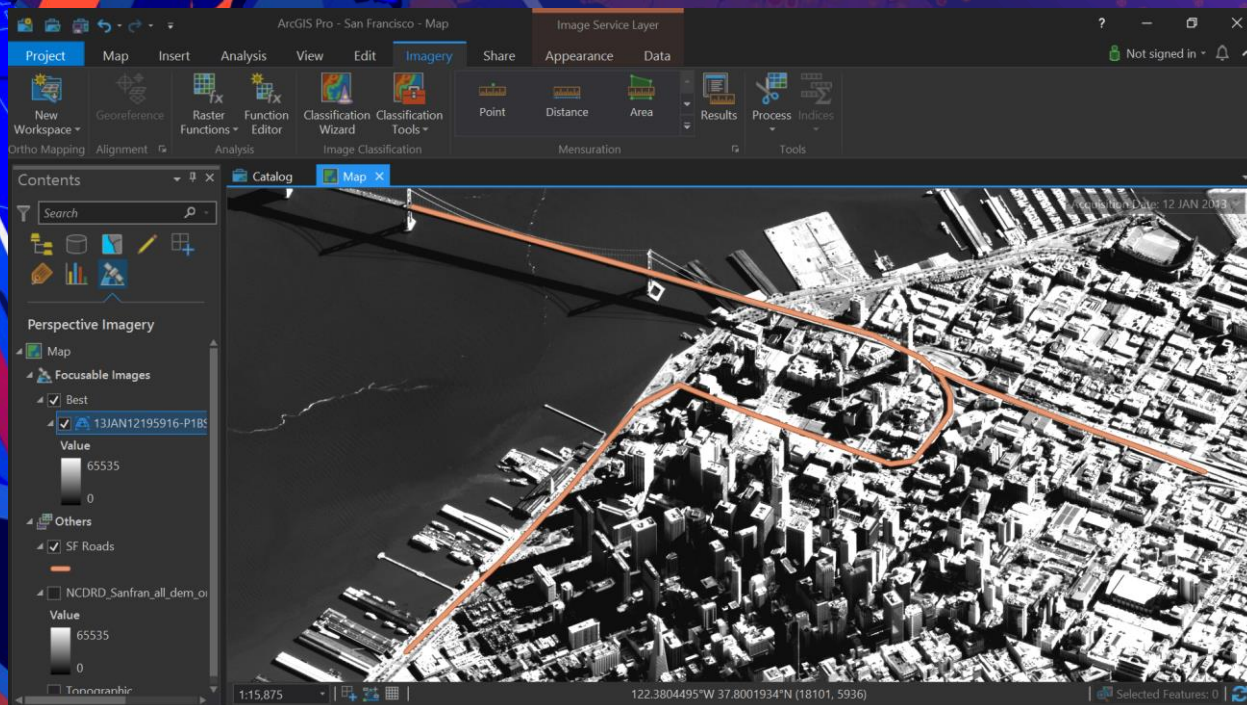 ArcGIS Pro - San Francisco - Map
Image Service Layer
?
Project Map Insert Analysis View Edit Imagery Share Appearance Data
Not signed in
New Workspace
Georeference
Raster Functions
Function Editor
Classification Wizard
Classification Tools
Point
Distance
Area
Results
Process
Indices
Ortho Mapping
Alignment
Analysis
Image Classification
Mensuration
Tools
Contents
Catalog
Map
Search
Acquisition Date: 12 JAN 2013
Perspective Imagery
Map
Focusable Images
Best
13JAN12195916-P1BS
Value
65535
0
Others
SF Roads
NCDRD_Sanfran_all_dem_o
Value
65535
0
Topographic
1:15,875
122.3804495°W 37.8001934°N (18101, 5936)
Selected Features: 0